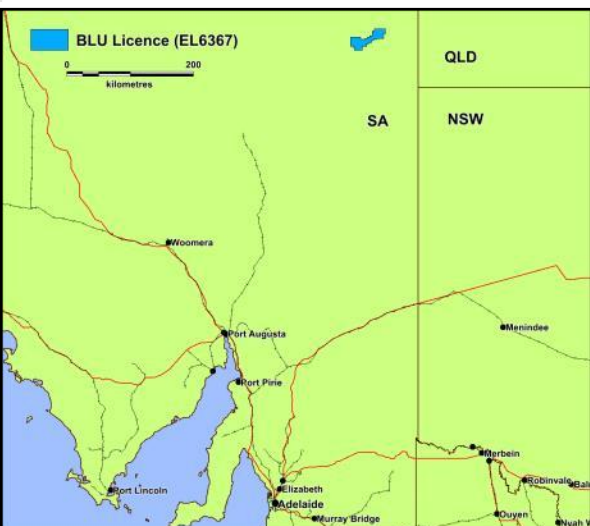 BLU Licence (EL6367)
0 200
kilometres
QLD
SA
NSW
Woomera
Port Augusta
Menindee
Port Pirie
Merbein
Robinvale
Port Lincoln
Elizabeth
Adelaide
Ouyen
Murray Bridge